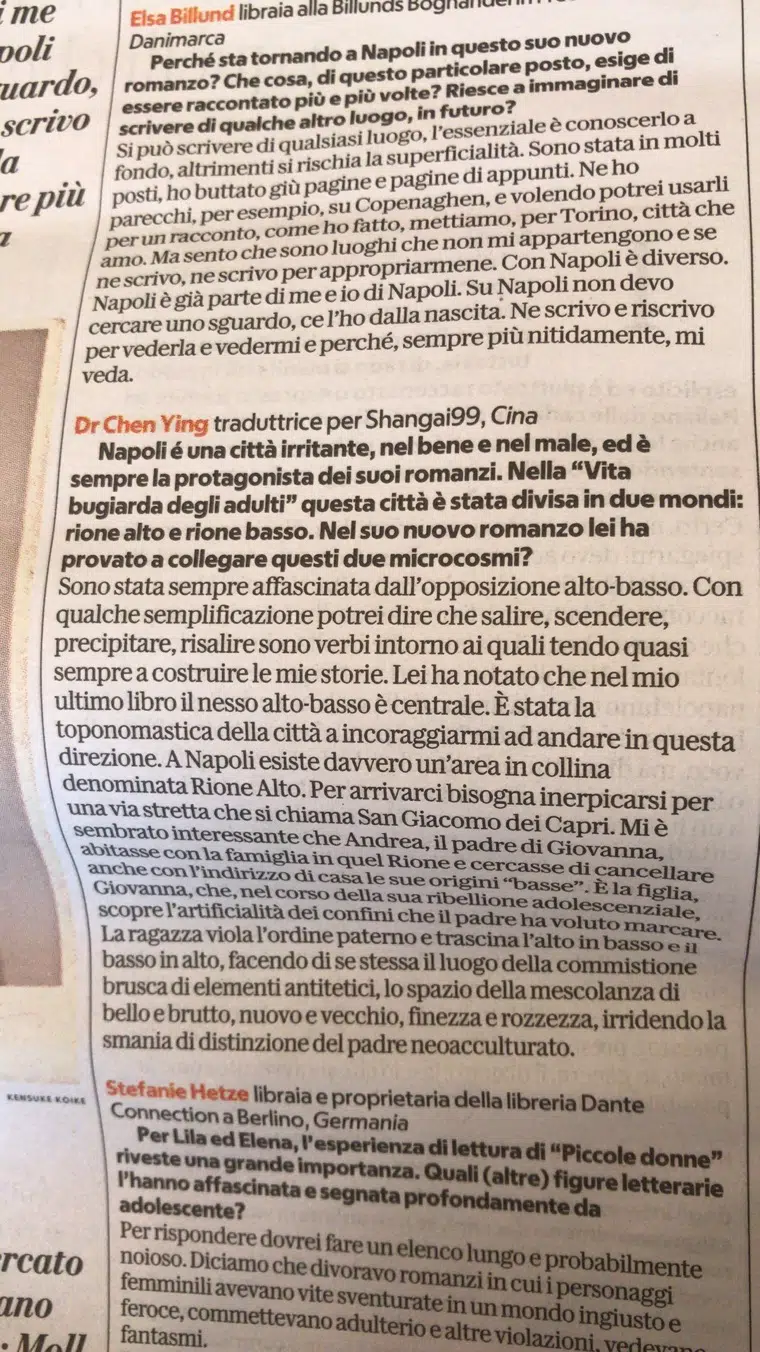 i me
poli
uardo,
scrivo
la
re più
a
Elsa Billund libraia alla Billunds
Danimarca
Perché sta tornando a Napoli in questo suo nuovo
romanzo? Che cosa, di questo particolare posto, esige di
essere raccontato più e più volte? Riesce a immaginare di
scrivere di qualche altro luogo, in futuro?
Si può scrivere di qualsiasi luogo, l'essenziale è conoscerlo a
fondo, altrimenti si rischia la superficialità. Sono stata in molti
posti, ho buttato giù pagine e pagine di appunti. Ne ho
parecchi, per esempio, su Copenaghen, e volendo potrei usarli
per un racconto, come ho fatto, mettiamo, per Torino, città che
amo. Ma sento che sono luoghi che non mi appartengono e se
ne scrivo, ne scrivo per appropriarmene. Con Napoli è diverso.
Napoli è già parte di me e io di Napoli. Su Napoli non devo
cercare uno sguardo, ce l'ho dalla nascita. Ne scrivo e riscrivo
per vederla e vedermi e perché, sempre più nitidamente, mi
veda.
Dr Chen Ying traduttrice per Shangai99, Cina
Napoli é una città irritante, nel bene e nel male, ed è
sempre la protagonista dei suoi romanzi. Nella “Vita
bugiarda degli adulti” questa città è stata divisa in due mondi:
rione alto e rione basso. Nel suo nuovo romanzo lei ha
provato a collegare questi due microcosmi?
Sono stata sempre affascinata dall'opposizione alto-basso. Con
qualche semplificazione potrei dire che salire, scendere,
precipitare, risalire sono verbi intorno ai quali tendo quasi
sempre a costruire le mie storie. Lei ha notato che nel mio
ultimo libro il nesso alto-basso è centrale. È stata la
toponomastica della città a incoraggiarmi ad andare in questa
direzione. A Napoli esiste davvero un'area in collina
denominata Rione Alto. Per arrivarci bisogna inerpicarsi per
una via stretta che si chiama San Giacomo dei Capri. Mi è
sembrato interessante che Andrea, il padre di Giovanna,
abitasse con la famiglia in quel Rione e cercasse di cancellare
anche con l'indirizzo di casa le sue origini “basse”. È la figlia,
Giovanna, che, nel corso della sua ribellione adolescenziale,
scopre l'artificialità dei confini che il padre ha voluto marcare.
La ragazza viola l'ordine paterno e trascina l'alto in basso e il
basso in alto, facendo di se stessa il luogo della commistione
brusca di elementi antitetici, lo spazio della mescolanza di
bello e brutto, nuovo e vecchio, finezza e rozzezza, irridendo la
smania di distinzione del padre neoacculturato.
KENSUKE KOIKE
Stefanie Hetze libraia e proprietaria della libreria Dante
Connection a Berlino, Germania
Per Lila ed Elena, l'esperienza di lettura di “Piccole donne”
riveste una grande importanza. Quali (altre) figure letterarie
l'hanno affascinata e segnata profondamente da
adolescente?
Per rispondere dovrei fare un elenco lungo e probabilmente
noioso. Diciamo che divoravo romanzi in cui i personaggi
femminili avevano vite sventurate in un mondo ingiusto e
feroce, commettevano adulterio e altre violazioni, vedevano
fantasmi.
rcato
ano
: Moll